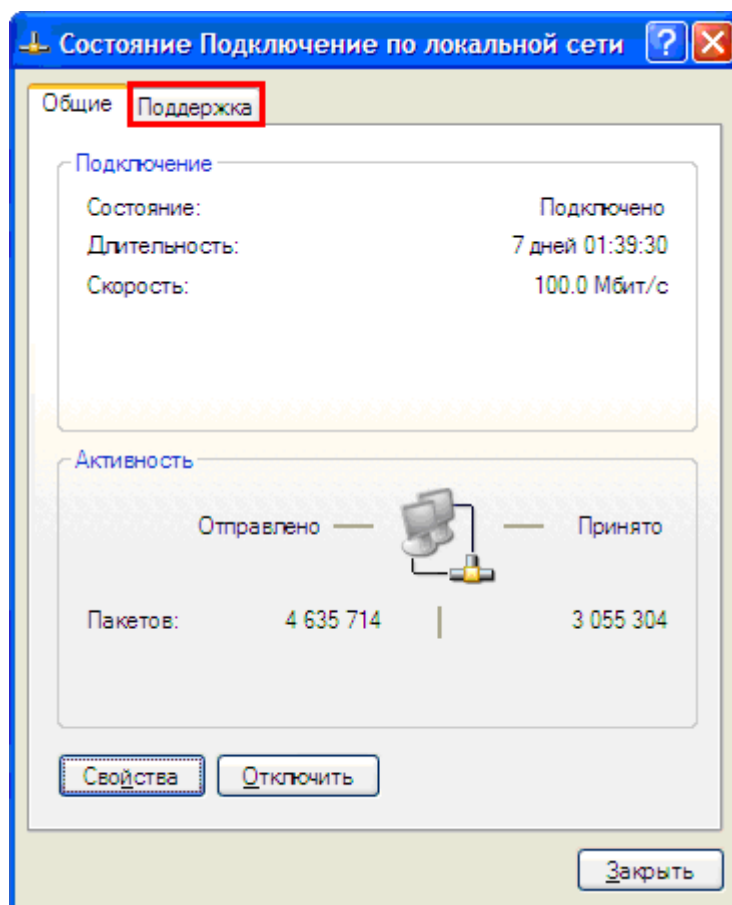 Состояние Подключение по локальной сети
Общие Поддержка
Подключение
Состояние: Подключено
Длительность: 7 дней 01:39:30
Скорость: 100.0 Мбит/с
Активность
Отправлено — — Принято
Пакетов: 4 635 714 | 3 055 304
Свойства Отключить
Закрыть